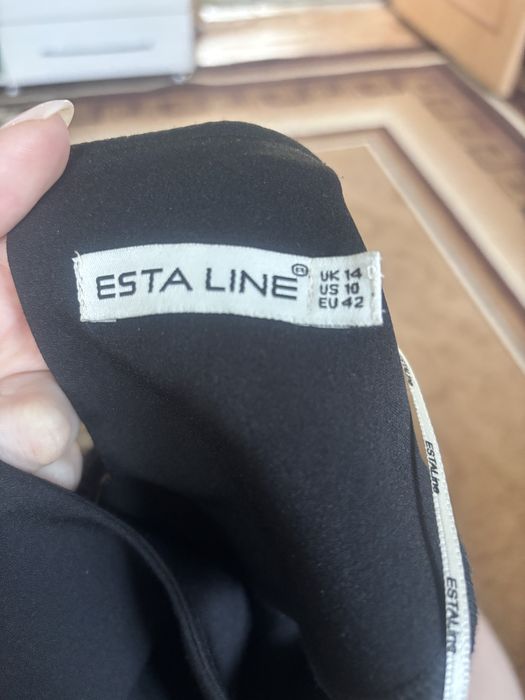 ESTA LINE®
UK 14
US 10
EU 42
ESTALine
ESTALine